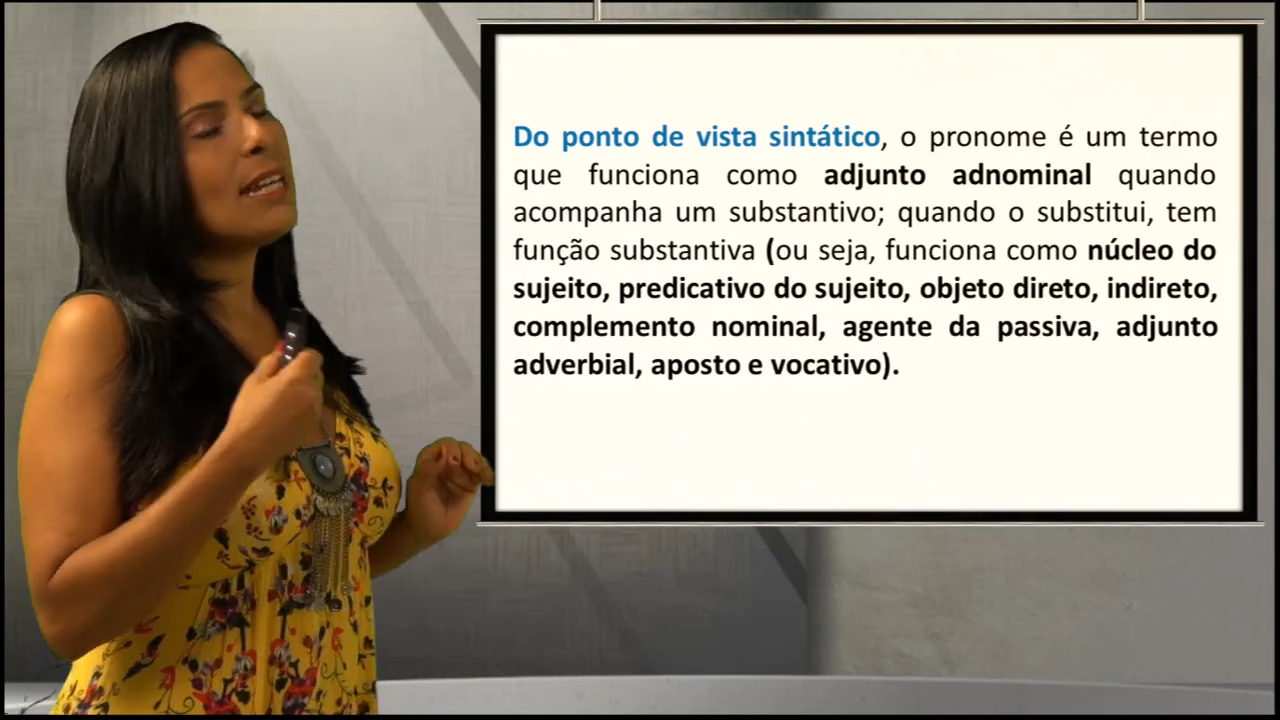 Do ponto de vista sintático, o pronome é um termo
que funciona como adjunto adnominal quando
acompanha um substantivo; quando o substitui, tem
função substantiva (ou seja, funciona como núcleo do
sujeito, predicativo do sujeito, objeto direto, indireto,
complemento nominal, agente da passiva, adjunto
adverbial, aposto e vocativo).